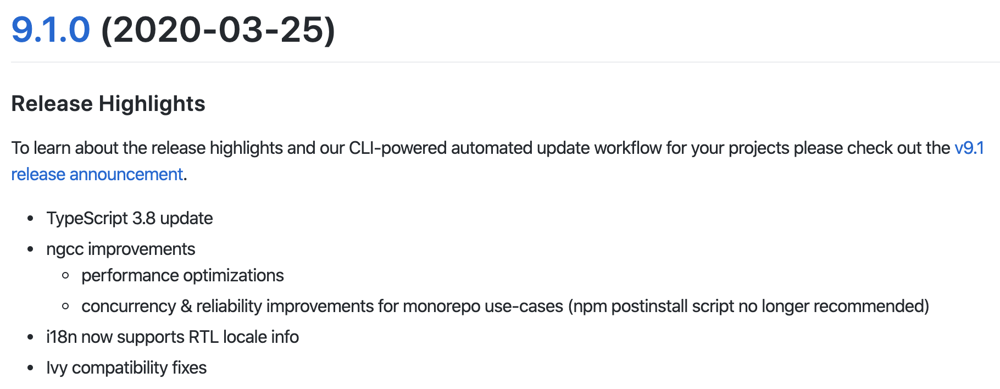 9.1.0 (2020-03-25)
Release Highlights
To learn about the release highlights and our CLI-powered automated update workflow for your projects please check out the v9.1
release announcement.
• TypeScript 3.8 update
• ngcc improvements
◦ performance optimizations
◦ concurrency & reliability improvements for monorepo use-cases (npm postinstall script no longer recommended)
• i18n now supports RTL locale info
• Ivy compatibility fixes